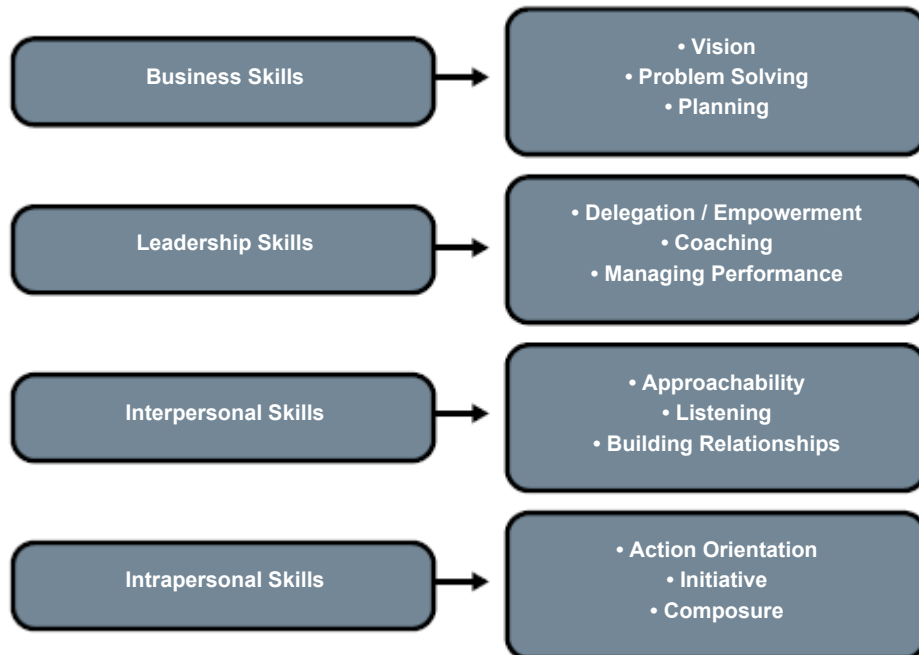 Business Skills
• Vision
• Problem Solving
• Planning
Leadership Skills
• Delegation / Empowerment
• Coaching
• Managing Performance
Interpersonal Skills
• Approachability
• Listening
• Building Relationships
Intrapersonal Skills
• Action Orientation
• Initiative
• Composure